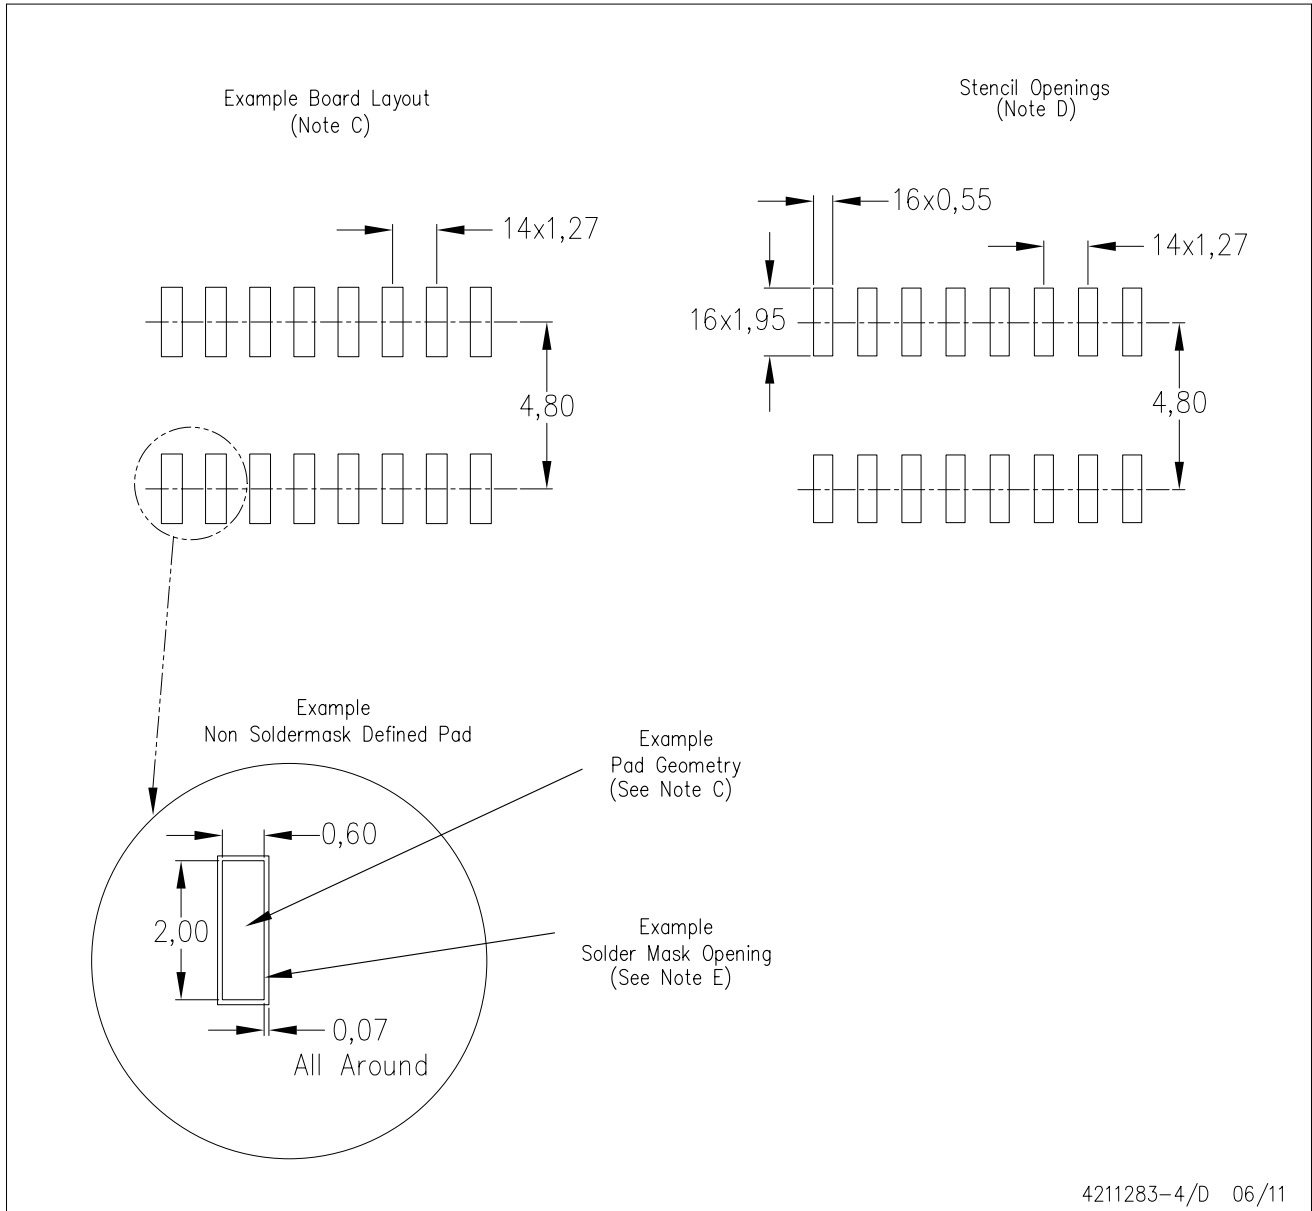 Example Board Layout
(Note C)
Stencil Openings
(Note D)
14x1,27
4,80
16x0,55
14x1,27
16x1,95
4,80
Example
Non Soldermask Defined Pad
0,60
2,00
0,07
All Around
Example
Pad Geometry
(See Note C)
Example
Solder Mask Opening
(See Note E)
4211283-4/D 06/11